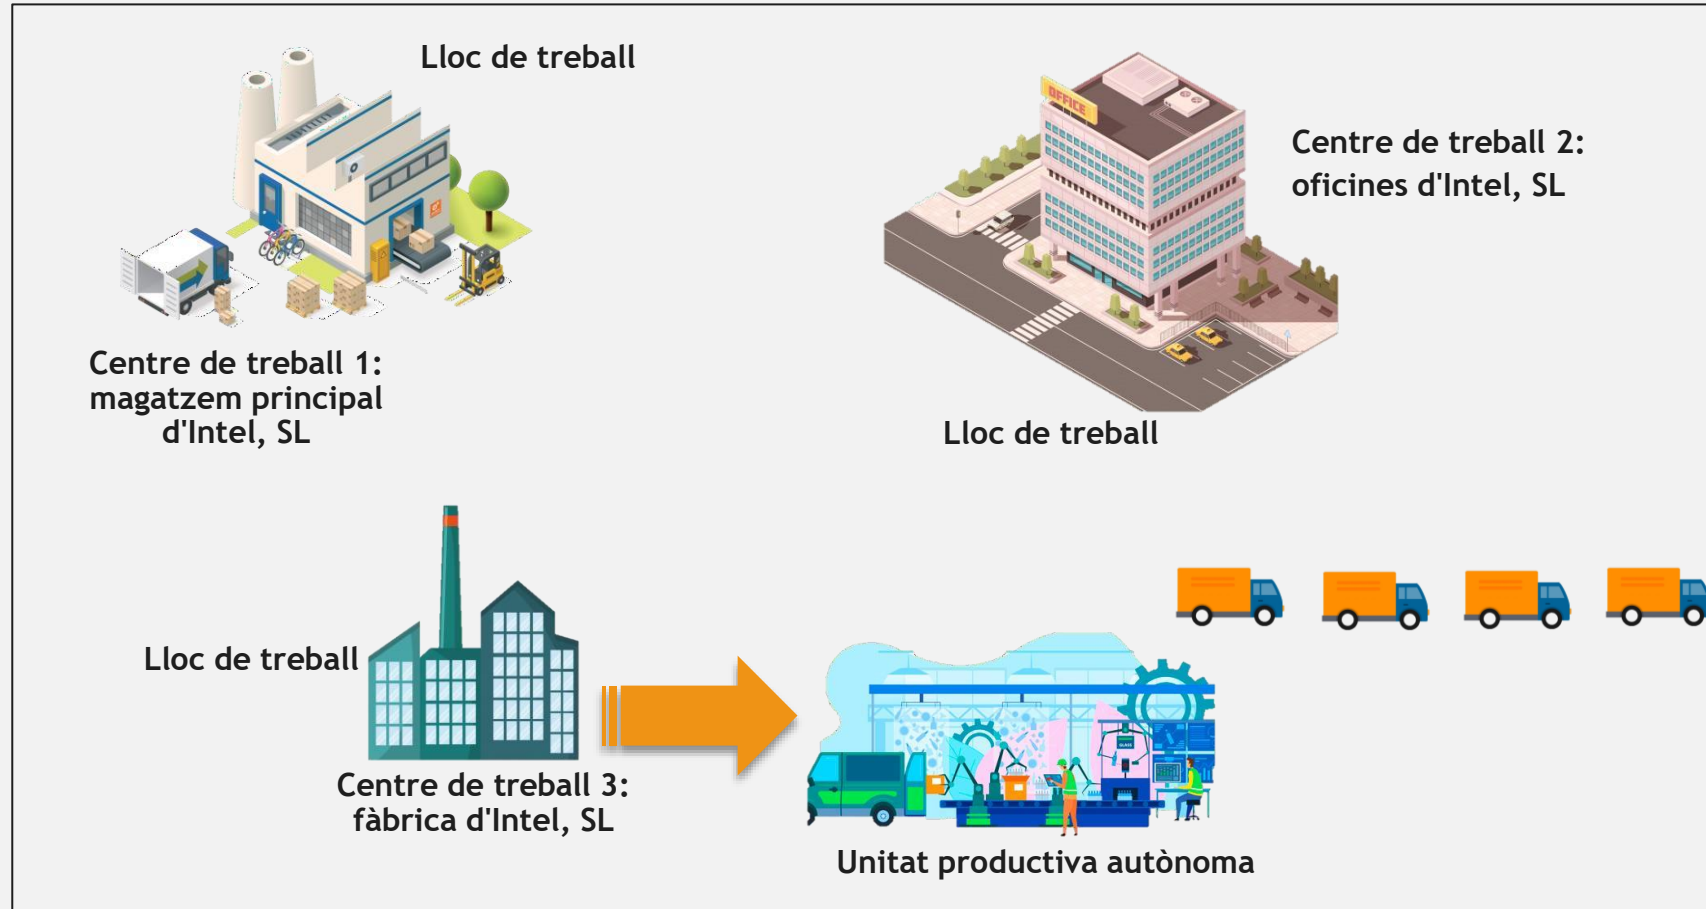 Lloc de treball
OFFICE
Centre de treball 2:
oficines d'Intel, SL
Centre de treball 1:
magatzem principal
d'Intel, SL
Lloc de treball
Lloc de treball
Centre de treball 3:
fàbrica d'Intel, SL
Unitat productiva autònoma